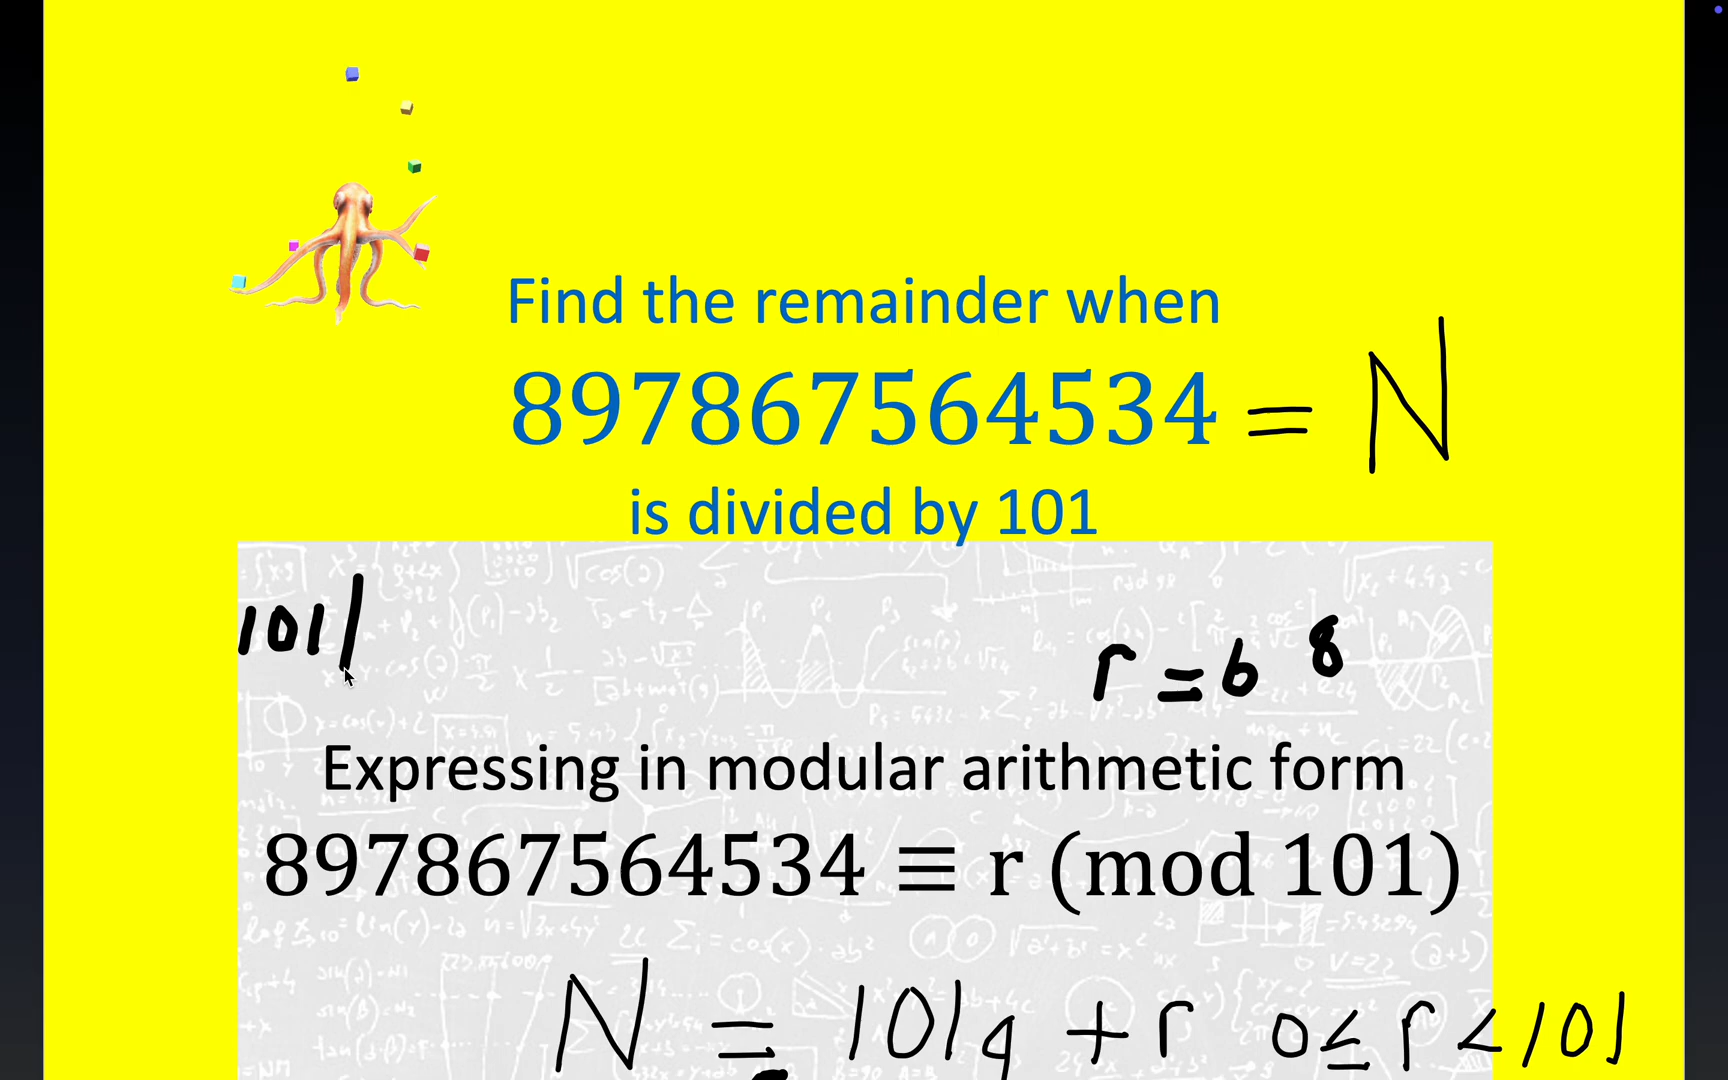 Find the remainder when
897867564534 = N
is divided by 101
101|
r = 68
Expressing in modular arithmetic form
897867564534 ≡ r (mod 101)
N = 101q + r 0 ≤ r < 101